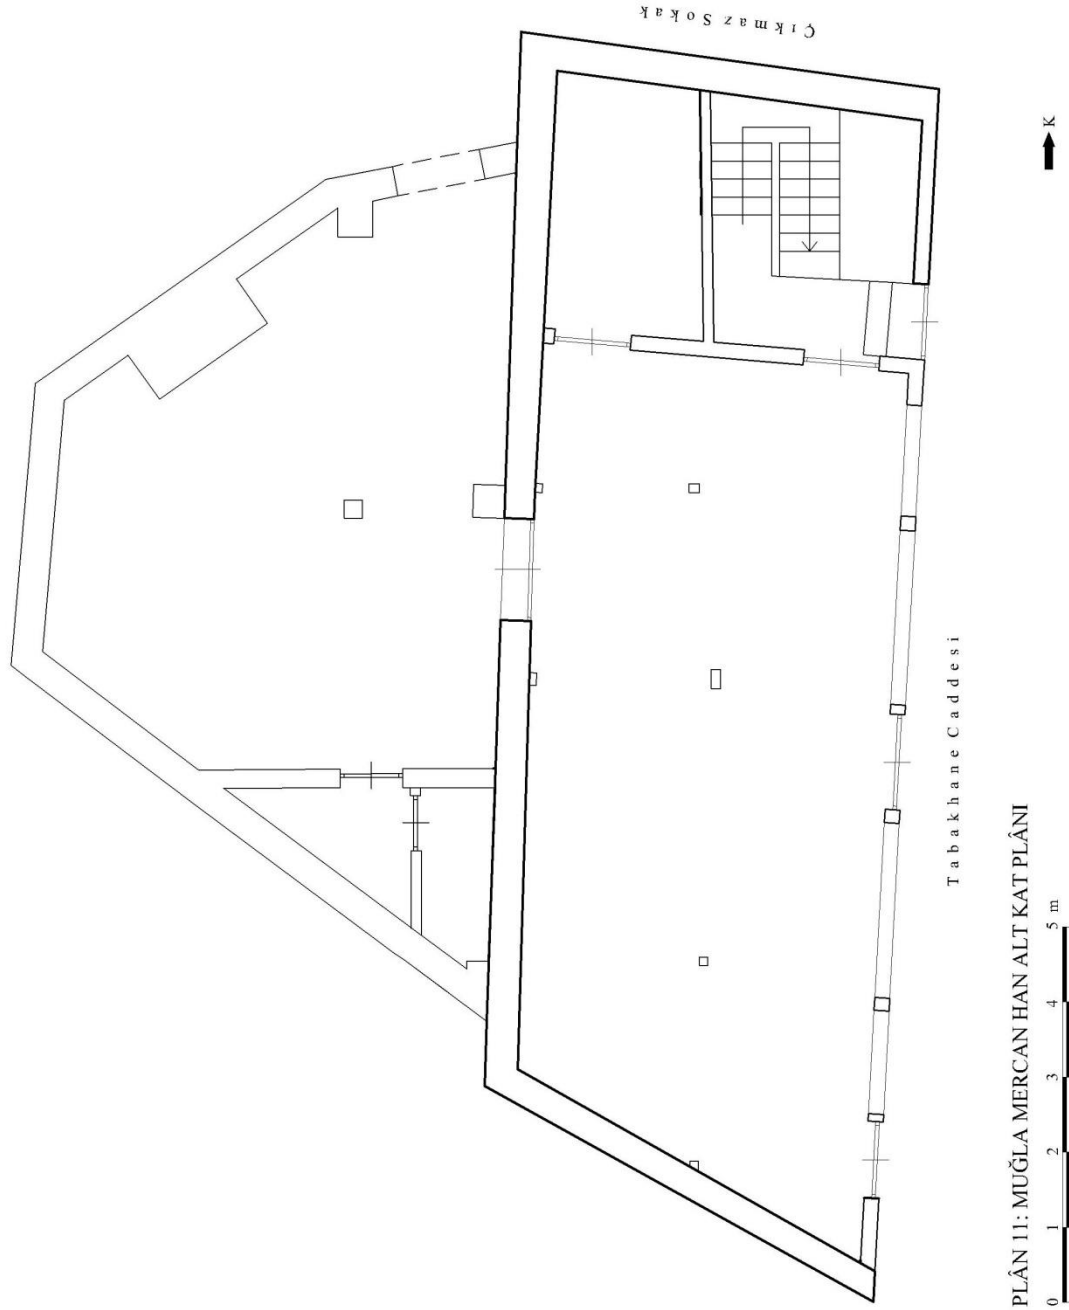 Çıkmaz Sokak
K
Tabakhane Caddesi
PLÂN 11: MUĞLA MERCAN HAN ALT KAT PLÂNI
0 1 2 3 4 5 m